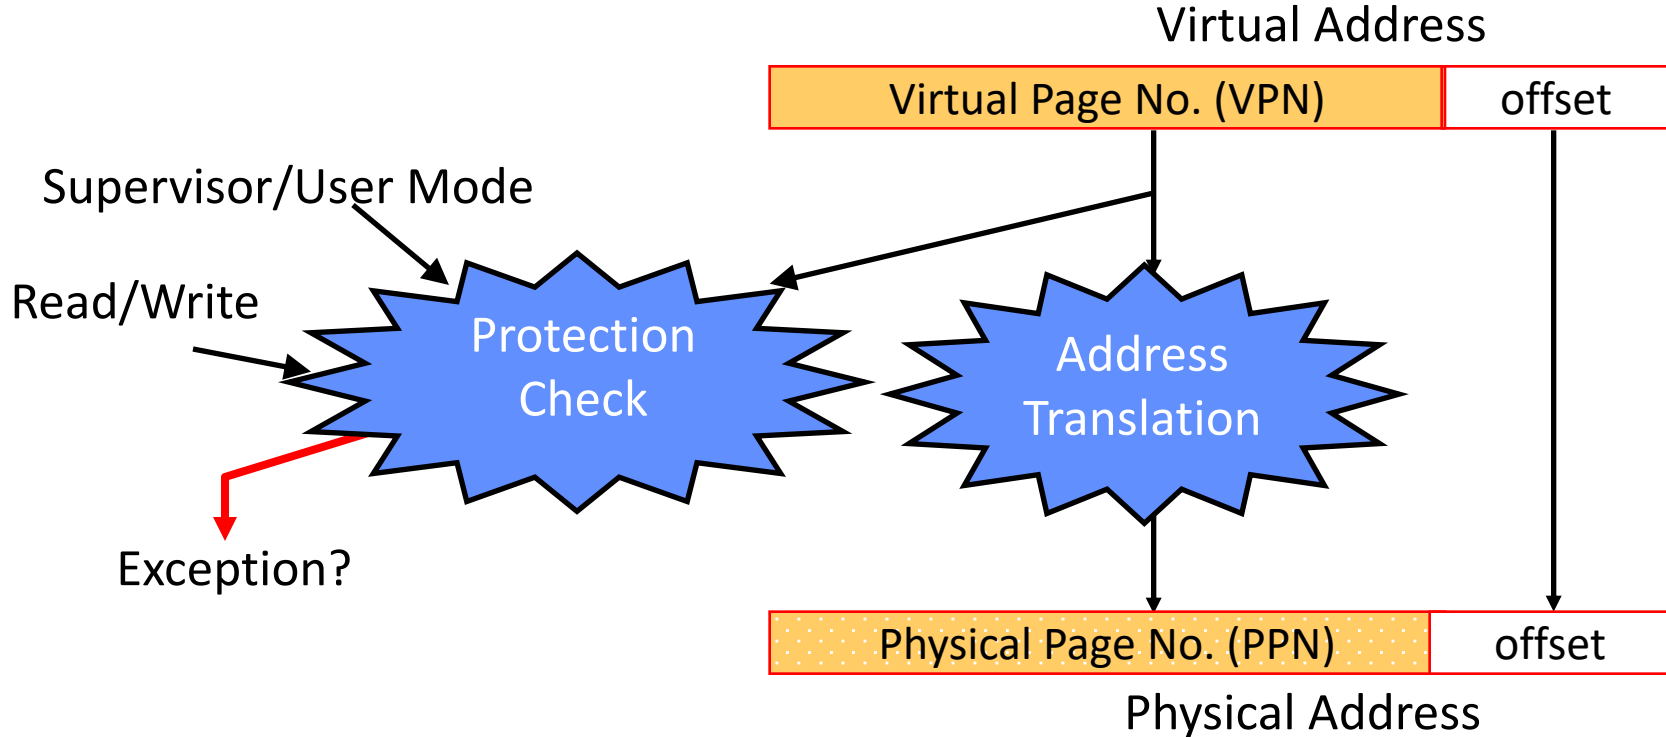 Virtual Address
Virtual Page No. (VPN)
offset
Supervisor/User Mode
Read/Write
Protection
Check
Address
Translation
Exception?
Physical Page No. (PPN)
offset
Physical Address